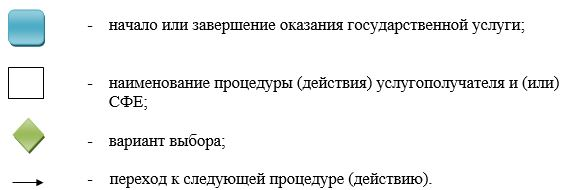 - начало или завершение оказания государственной услуги;
- наименование процедуры (действия) услугополучателя и (или)
СФЕ;
- вариант выбора;
- переход к следующей процедуре (действию).